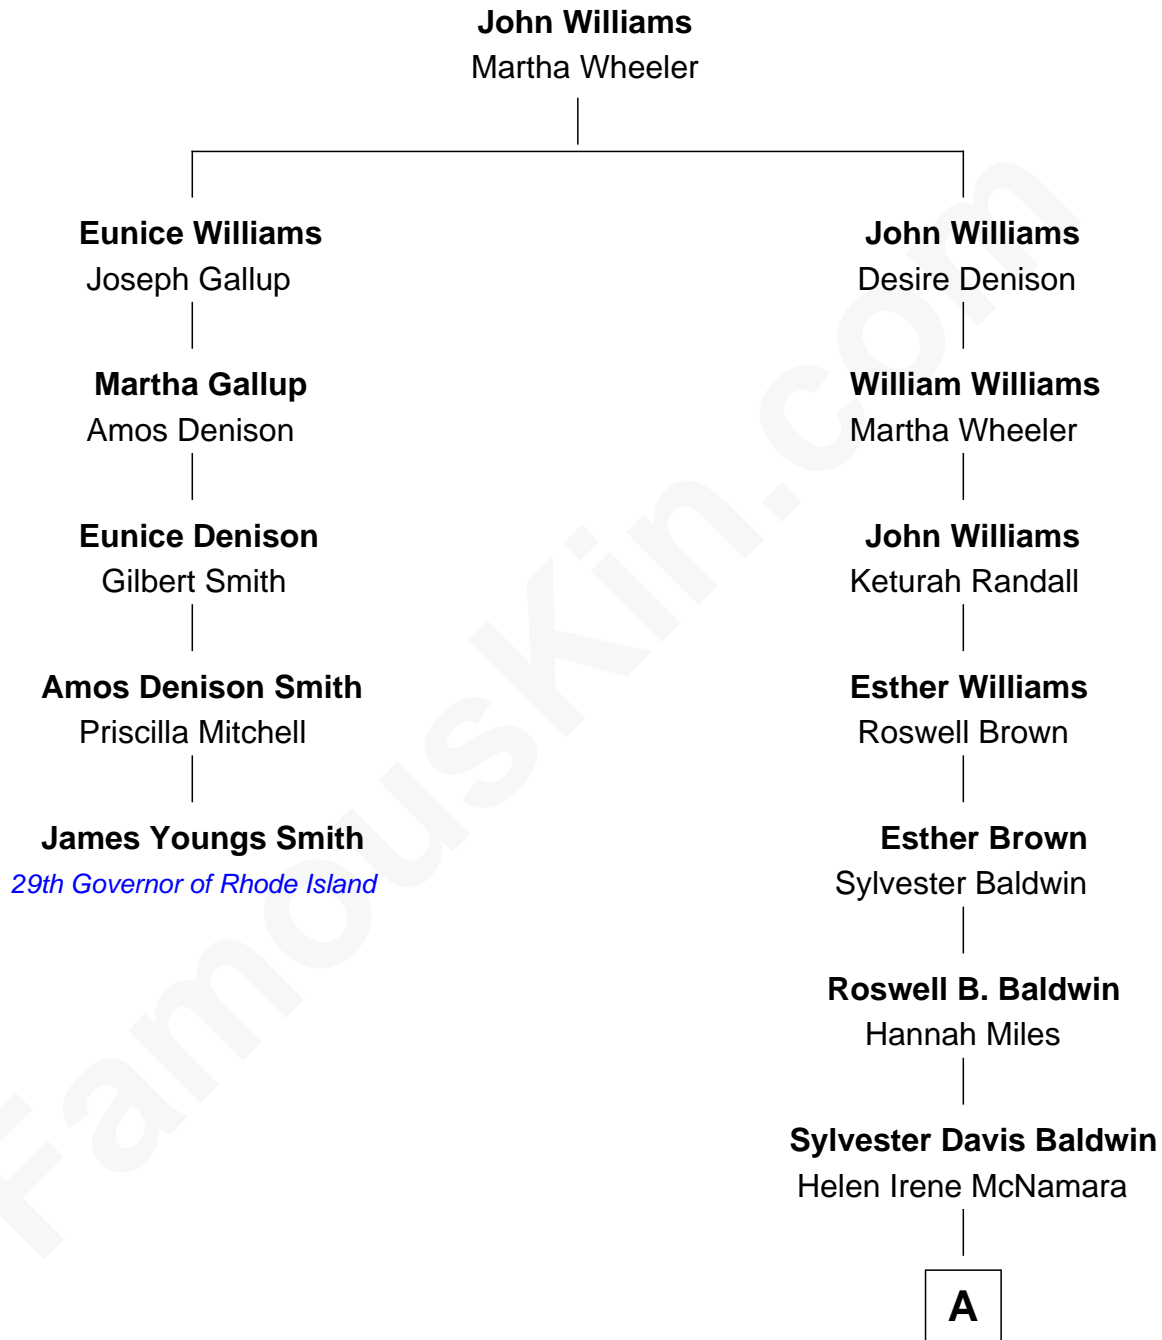 John Williams
Martha Wheeler
Eunice Williams
Joseph Gallup
John Williams
Desire Denison
Martha Gallup
Amos Denison
William Williams
Martha Wheeler
Eunice Denison
Gilbert Smith
John Williams
Keturah Randall
Amos Denison Smith
Priscilla Mitchell
Esther Williams
Roswell Brown
James Youngs Smith
29th Governor of Rhode Island
Esther Brown
Sylvester Baldwin
Roswell B. Baldwin
Hannah Miles
Sylvester Davis Baldwin
Helen Irene McNamara
A
FamousKin.com